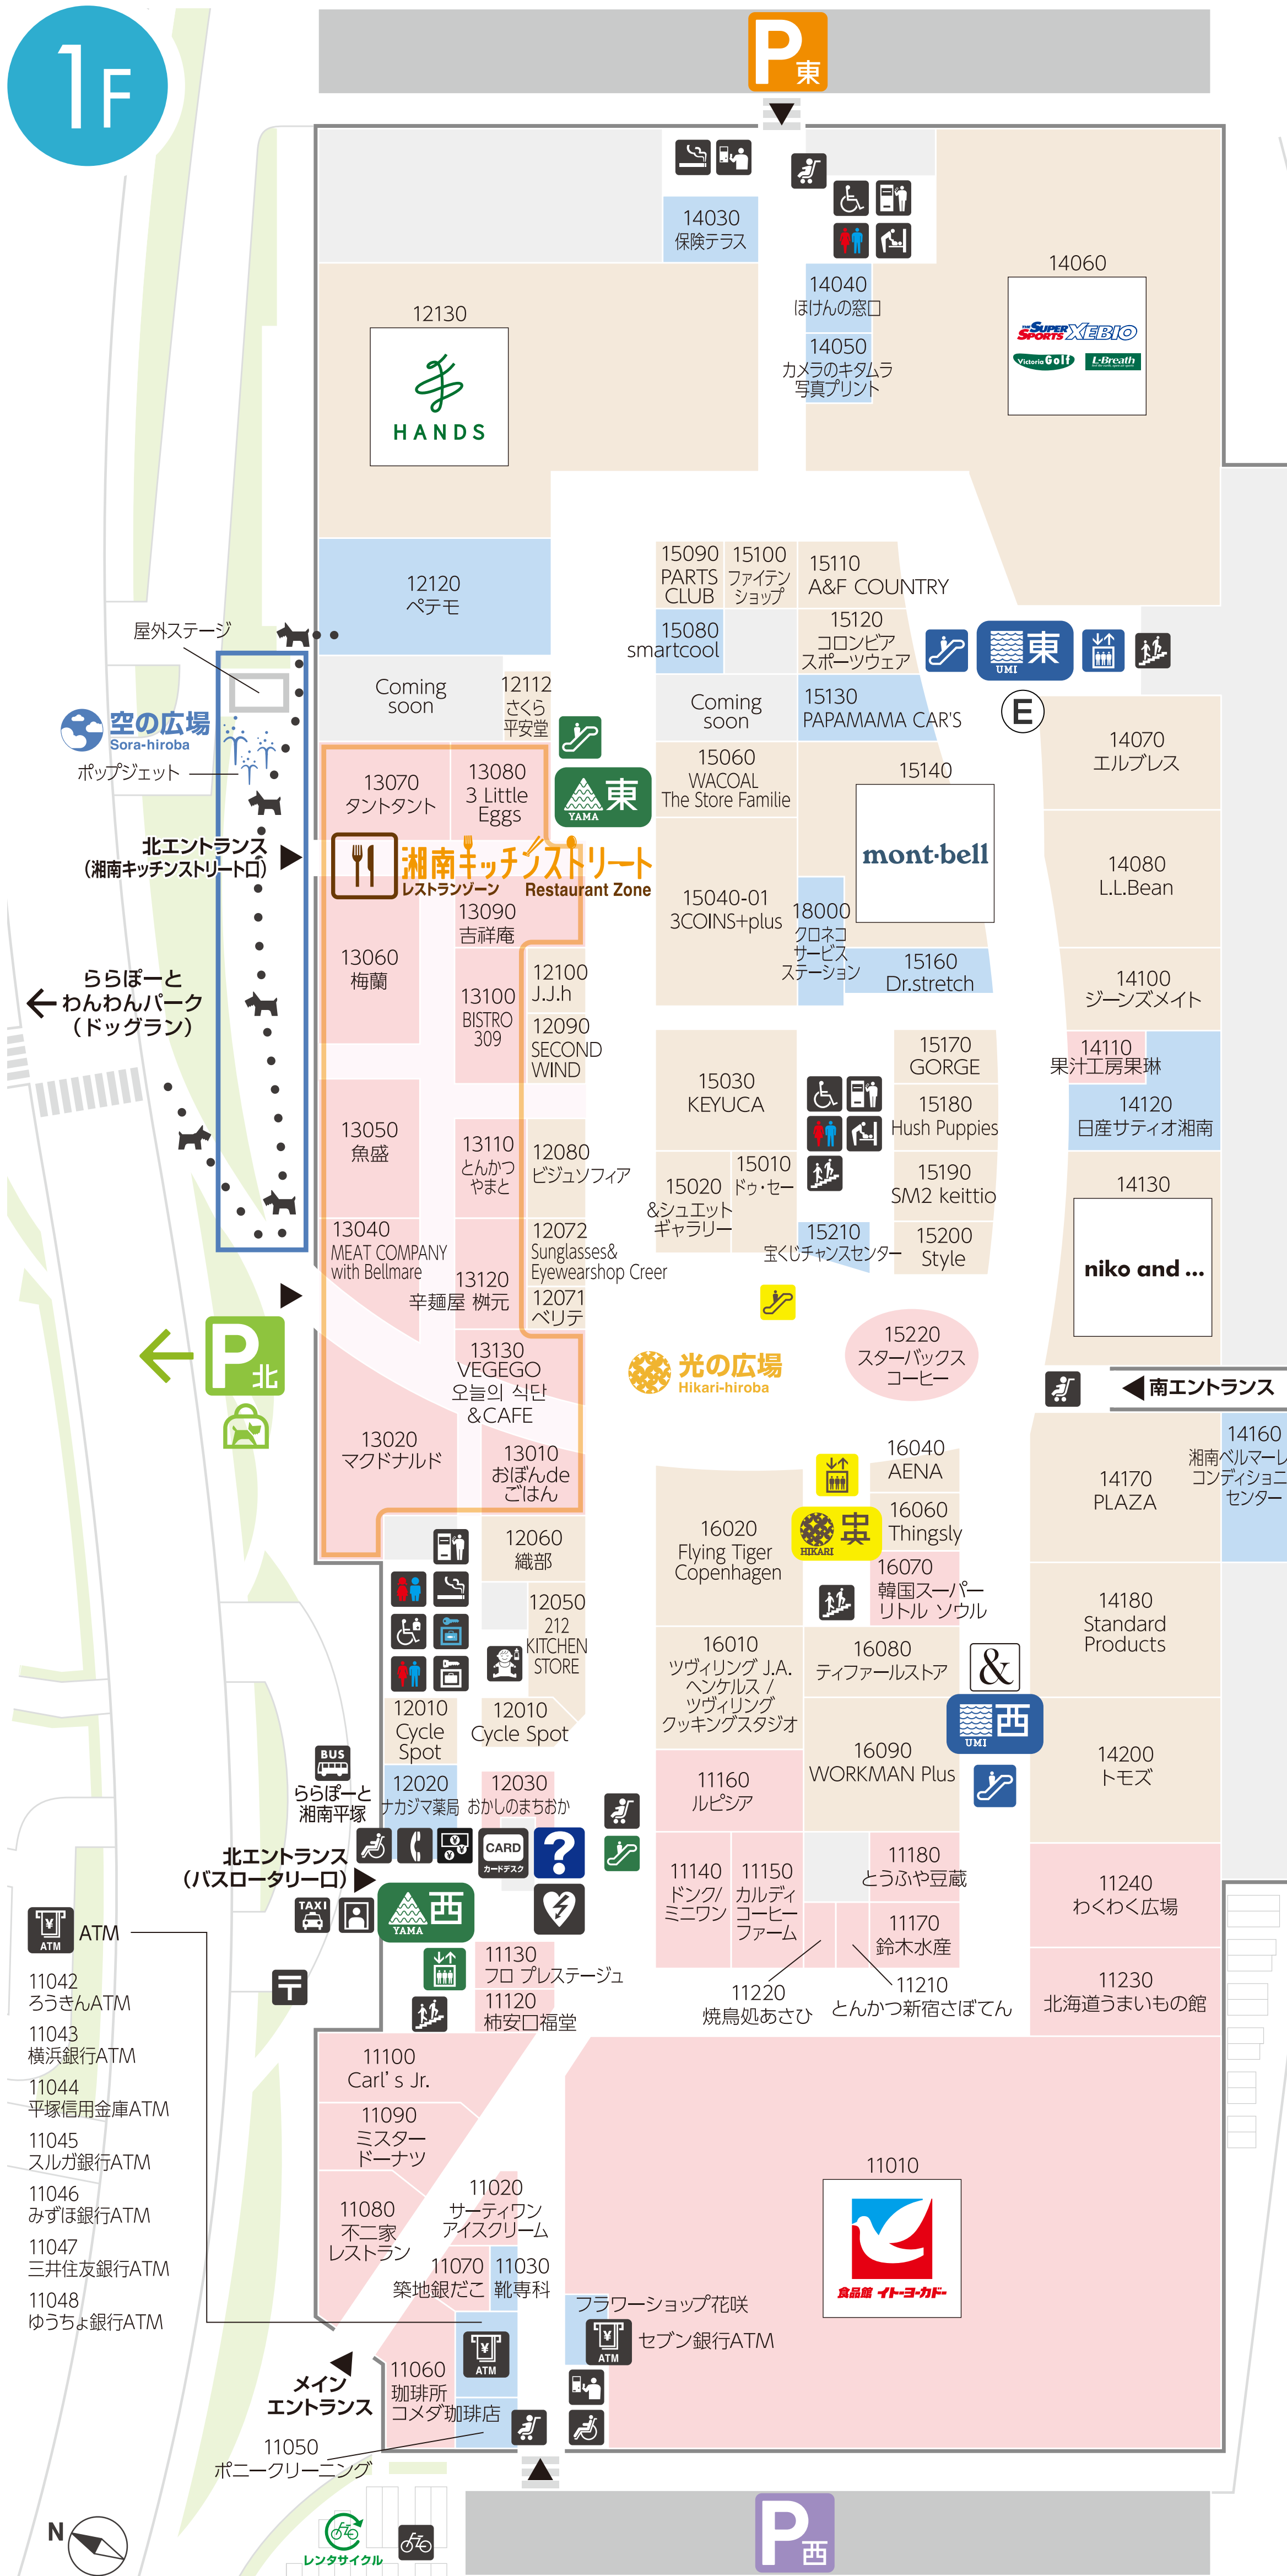 1F
P東
14030
保険テラス
14040
ほけんの窓口
14050
カメラのキタムラ
写真プリント
14060
THE SUPER SPORTS XEBIO
Victoria Golf
L-Breath
12130
HANDS
12120
ペテモ
屋外ステージ
空の広場
Sora-hiroba
ポップジェット
Coming
soon
12112
さくら
平安堂
15090
PARTS
CLUB
15100
ファイテン
ショップ
15110
A&F COUNTRY
15080
smartcool
15120
コロンビア
スポーツウェア
UMI
東
E
Coming
soon
15130
PAPAMAMA CAR'S
14070
エルブレス
YAMA
東
13070
タントタント
13080
3 Little
Eggs
15060
WACOAL
The Store Familie
15140
mont-bell
北エントランス
(湘南キッチンストリート口)
湘南キッチンストリート
レストランゾーン
Restaurant Zone
14080
L.L.Bean
15040-01
3COINS+plus
18000
クロネコ
サービス
ステーション
13090
吉祥庵
13060
梅蘭
12100
J.J.h
15160
Dr.stretch
14100
ジーンズメイト
ららぽーと
わんわんパーク
(ドッグラン)
13100
BISTRO
309
12090
SECOND
WIND
15030
KEYUCA
15170
GORGE
14110
果汁工房果琳
14120
日産サティオ湘南
13050
魚盛
13110
とんかつ
やまと
12080
ビジュソフィア
15180
Hush Puppies
15020
&シュエット
ギャラリー
15010
ドゥ・セー
15190
SM2 keittio
14130
niko and ...
13040
MEAT COMPANY
with Bellmare
12072
Sunglasses&
Eyewearshop Creer
15210
宝くじチャンスセンター
15200
Style
13120
辛麺屋 桝元
12071
ベリテ
P北
13130
VEGEGO
오늘의 식단
&CAFE
光の広場
Hikari-hiroba
15220
スターバックス
コーヒー
南エントランス
13020
マクドナルド
13010
おぼんde
ごはん
16040
AENA
14170
PLAZA
14160
湘南ベルマーレ
コンディショニ
センター
16020
Flying Tiger
Copenhagen
HIKARI
中央
16060
Thingsly
12060
織部
16070
韓国スーパー
リトル ソウル
12050
212
KITCHEN
STORE
14180
Standard
Products
16010
ツヴィリング J.A.
ヘンケルス /
ツヴィリング
クッキングスタジオ
16080
ティファールストア
&
UMI
西
12010
Cycle
Spot
12010
Cycle Spot
16090
WORKMAN Plus
14200
トモズ
BUS
ららぽーと
湘南平塚
12020
ナカジマ薬局
12030
おかしのまちおか
11160
ルピシア
CARD
カードデスク
?
北エントランス
(バスロータリー口)
TAXI
YAMA
西
11140
ドンク/
ミニワン
11150
カルディ
コーヒー
ファーム
11180
とうふや豆蔵
11170
鈴木水産
11240
わくわく広場
ATM
ATM
11130
フロ プレステージュ
11120
柿安口福堂
11220
焼鳥処あさひ
11210
とんかつ新宿さぼてん
11230
北海道うまいもの館
11042
ろうきんATM
11043
横浜銀行ATM
11044
平塚信用金庫ATM
11045
スルガ銀行ATM
11046
みずほ銀行ATM
11047
三井住友銀行ATM
11048
ゆうちょ銀行ATM
11100
Carl's Jr.
11090
ミスター
ドーナツ
11080
不二家
レストラン
11020
サーティワン
アイスクリーム
11070
築地銀だこ
11030
靴専科
11010
食品館 イトーヨーカドー
フラワーショップ花咲
ATM
セブン銀行ATM
ATM
メイン
エントランス
11060
珈琲所
コメダ珈琲店
11050
ポニークリーニング
N
レンタサイクル
P西